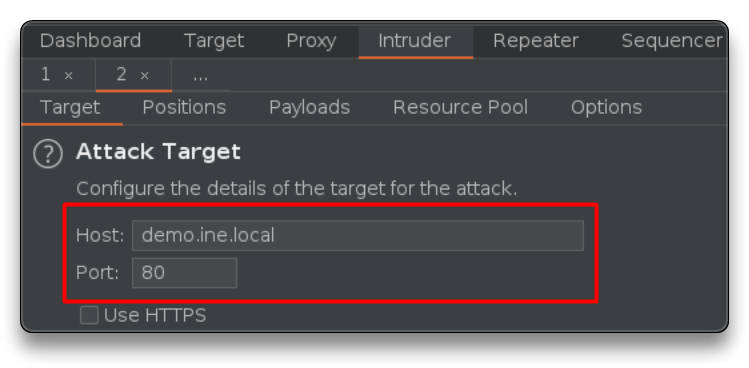 Dashboard Target Proxy Intruder Repeater Sequencer
1 × 2 × ...
Target Positions Payloads Resource Pool Options
? Attack Target
Configure the details of the target for the attack.
Host: demo.ine.local
Port: 80
Use HTTPS